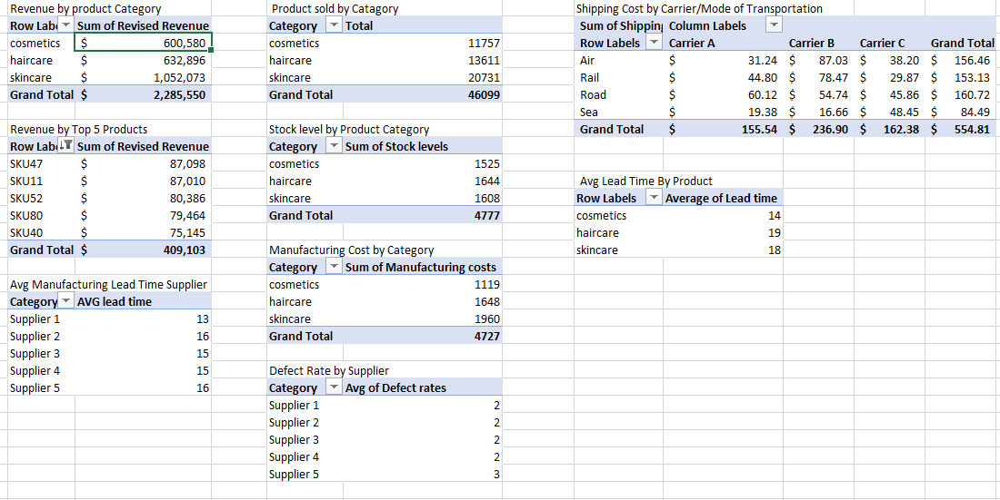 Revenue by product Category
Row Labe Sum of Revised Revenue
cosmetics $ 600,580
haircare $ 632,896
skincare $ 1,052,073
Grand Total $ 2,285,550
Revenue by Top 5 Products
Row Labe Sum of Revised Revenue
SKU47 $ 87,098
SKU11 $ 87,010
SKU52 $ 80,386
SKU80 $ 79,464
SKU40 $ 75,145
Grand Total $ 409,103
Avg Manufacturing Lead Time Supplier
Category AVG lead time
Supplier 1 13
Supplier 2 16
Supplier 3 15
Supplier 4 15
Supplier 5 16
Product sold by Catagory
Category Total
cosmetics 11757
haircare 13611
skincare 20731
Grand Total 46099
Stock level by Product Category
Category Sum of Stock levels
cosmetics 1525
haircare 1644
skincare 1608
Grand Total 4777
Manufacturing Cost by Category
Category Sum of Manufacturing costs
cosmetics 1119
haircare 1648
skincare 1960
Grand Total 4727
Defect Rate by Supplier
Category Avg of Defect rates
Supplier 1 2
Supplier 2 2
Supplier 3 2
Supplier 4 2
Supplier 5 3
Shipping Cost by Carrier/Mode of Transportation
Sum of Shipping Column Labels
Row Labels Carrier A Carrier B Carrier C Grand Total
Air $ 31.24 $ 87.03 $ 38.20 $ 156.46
Rail $ 44.80 $ 78.47 $ 29.87 $ 153.13
Road $ 60.12 $ 54.74 $ 45.86 $ 160.72
Sea $ 19.38 $ 16.66 $ 48.45 $ 84.49
Grand Total $ 155.54 $ 236.90 $ 162.38 $ 554.81
Avg Lead Time By Product
Row Labels Average of Lead time
cosmetics 14
haircare 19
skincare 18